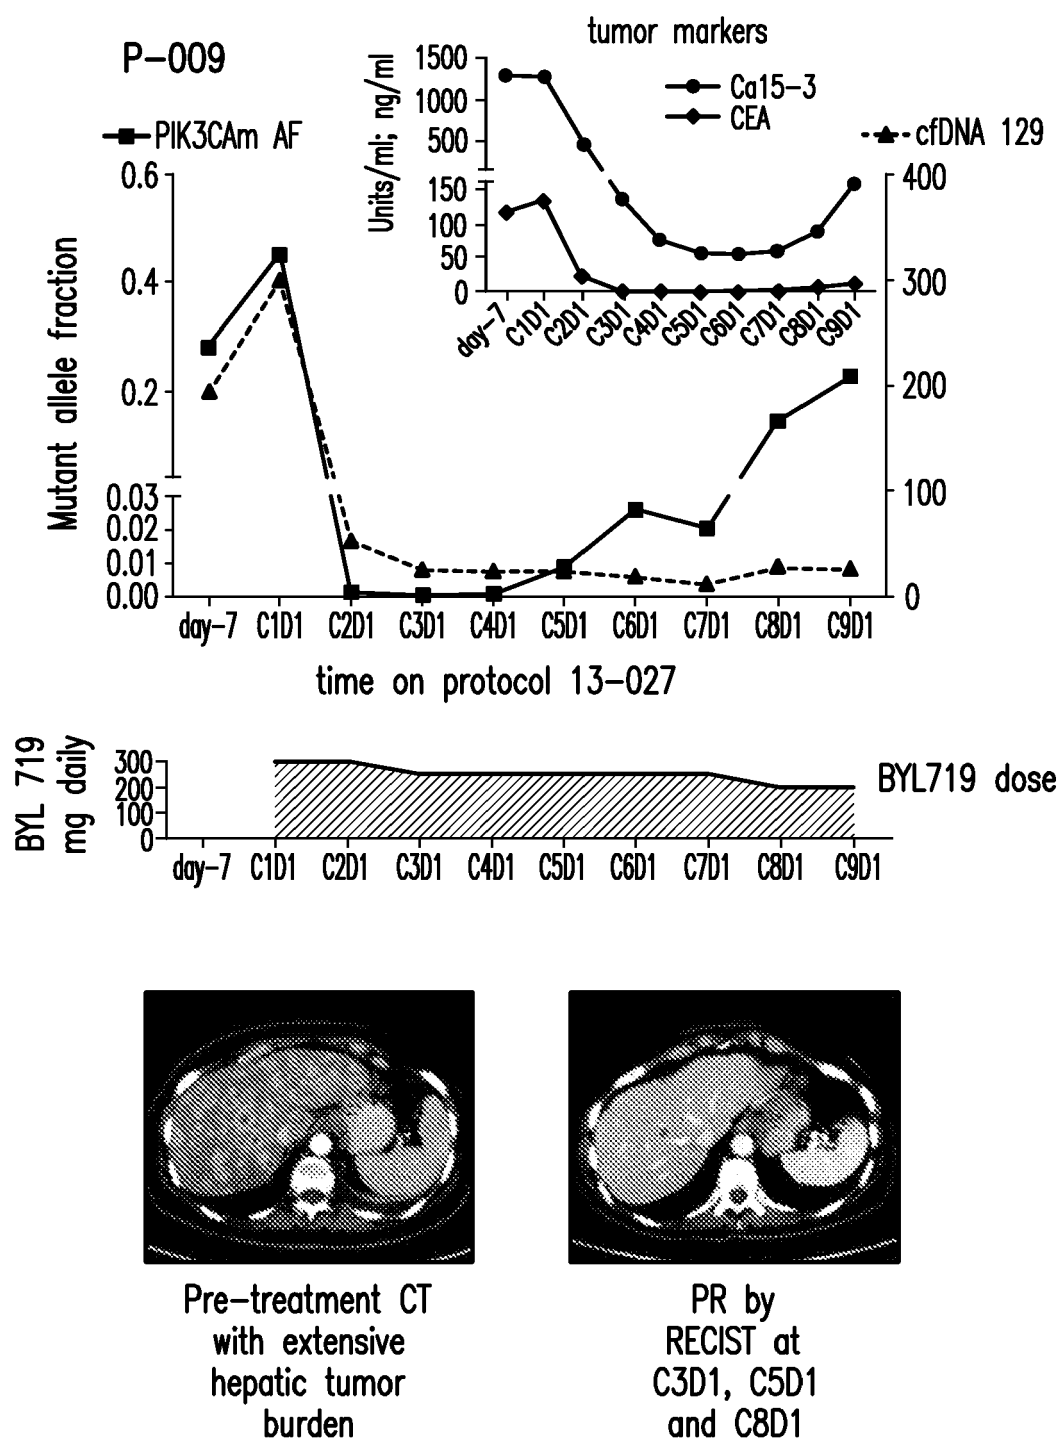 tumor markers
P-009
Units/ml; ng/ml
1500
1000
500
150
100
50
0
Ca15-3
CEA
day-7 C1D1 C2D1 C3D1 C4D1 C5D1 C6D1 C7D1 C8D1 C9D1
PIK3CAm AF
cfDNA 129
Mutant allele fraction
0.6
0.4
0.2
0.03
0.02
0.01
0.00
400
300
200
100
0
day-7 C1D1 C2D1 C3D1 C4D1 C5D1 C6D1 C7D1 C8D1 C9D1
time on protocol 13-027
BYL 719
mg daily
300
200
100
0
BYL719 dose
day-7 C1D1 C2D1 C3D1 C4D1 C5D1 C6D1 C7D1 C8D1 C9D1
Pre-treatment CT
with extensive
hepatic tumor
burden
PR by
RECIST at
C3D1, C5D1
and C8D1